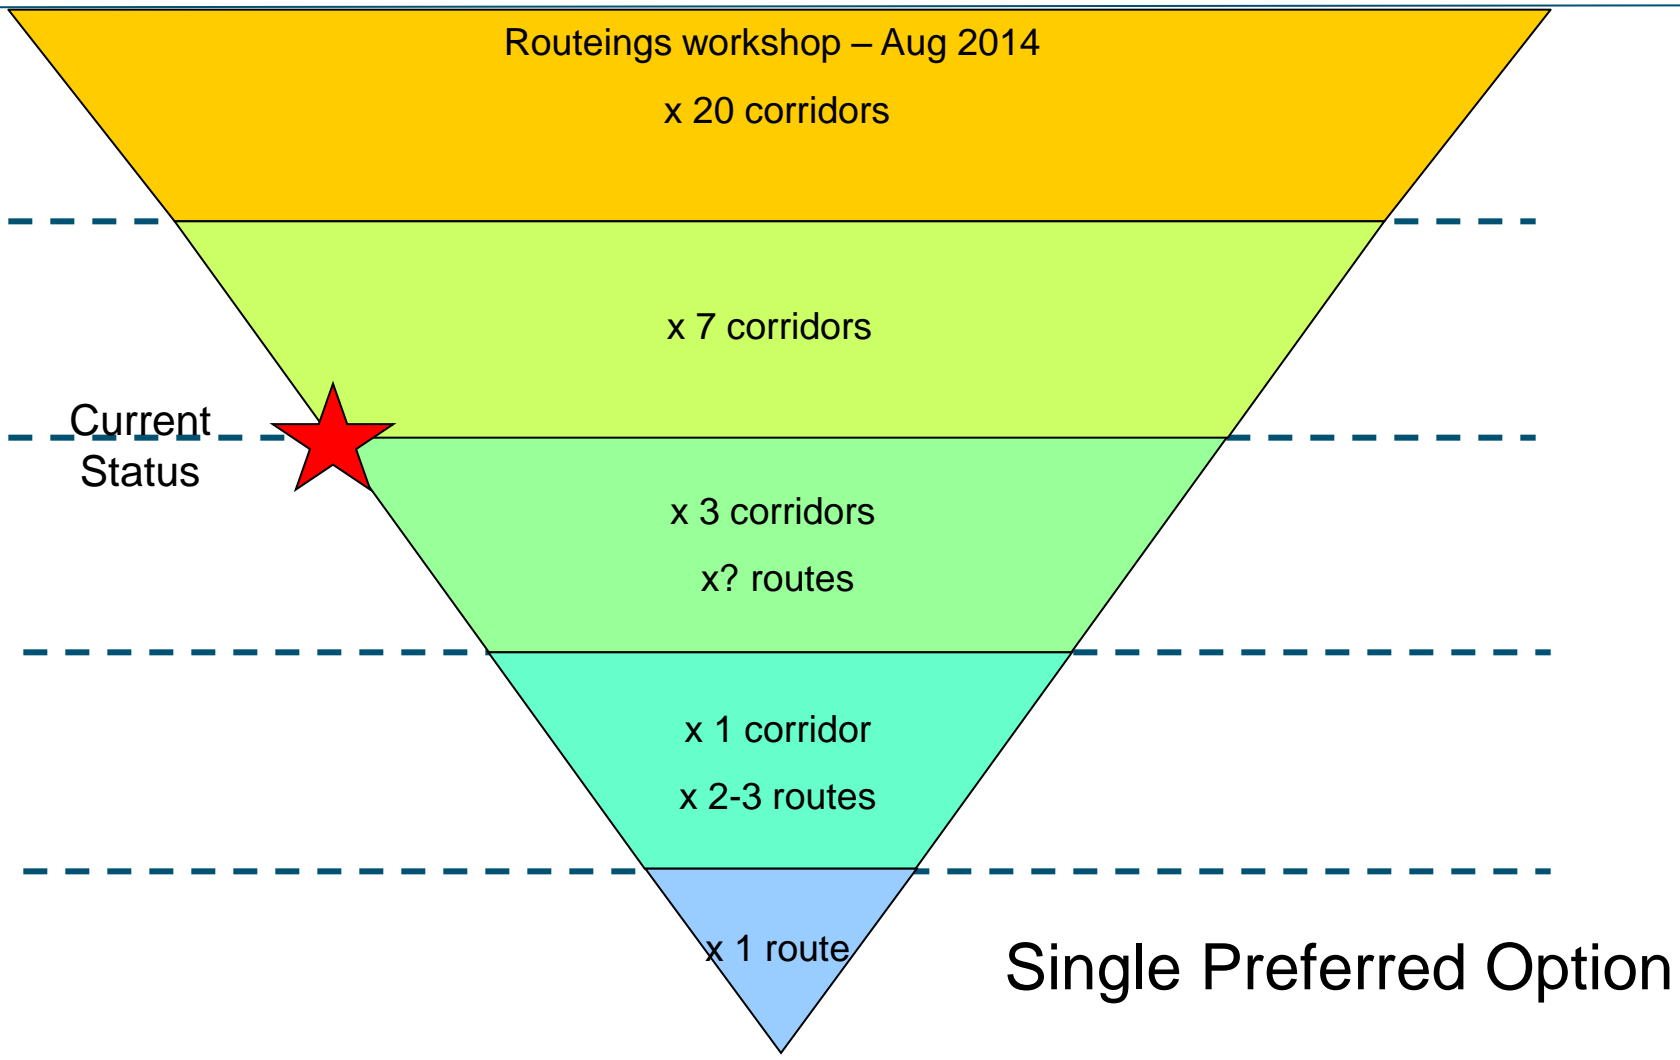 Routeings workshop – Aug 2014
x 20 corridors
x 7 corridors
Current
Status
x 3 corridors
x? routes
x 1 corridor
x 2-3 routes
x 1 route
Single Preferred Option